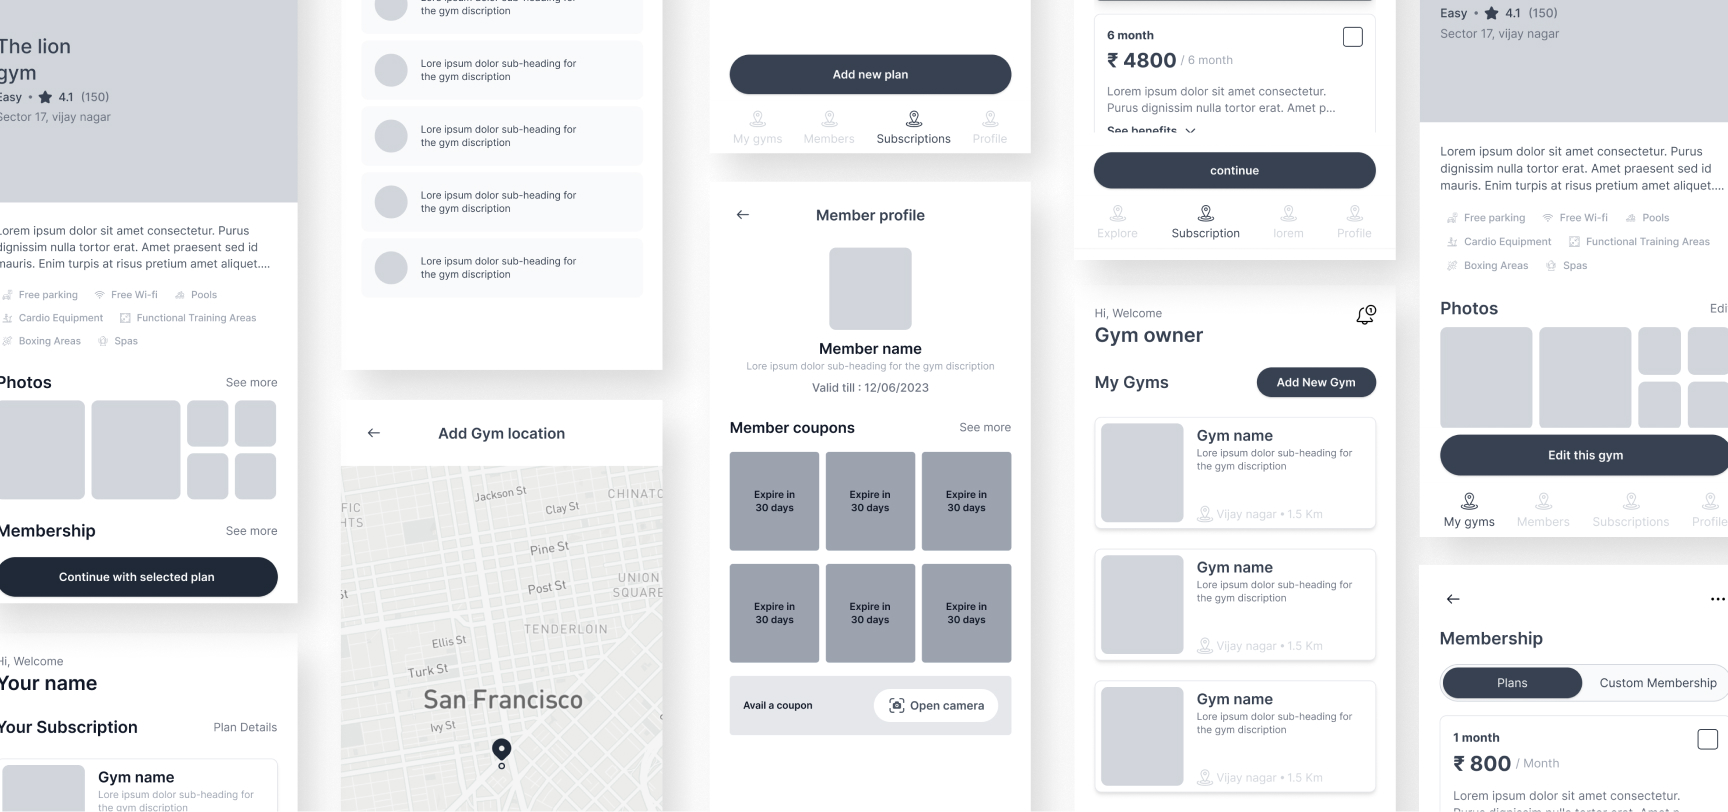 The lion
gym
Easy • ★ 4.1 (150)
Sector 17, vijay nagar
Lorem ipsum dolor sit amet consectetur. Purus
dignissim nulla tortor erat. Amet praesent sed id
mauris. Enim turpis at risus pretium amet aliquet....
Free parking Free Wi-fi Pools
Cardio Equipment Functional Training Areas
Boxing Areas Spas
Photos See more
Membership See more
Continue with selected plan
Hi, Welcome
Your name
Your Subscription Plan Details
Gym name
Lore ipsum dolor sub-heading for
the gym discription
the gym discription
Lore ipsum dolor sub-heading for
the gym discription
Lore ipsum dolor sub-heading for
the gym discription
Lore ipsum dolor sub-heading for
the gym discription
Lore ipsum dolor sub-heading for
the gym discription
Add Gym location
Jackson St
CHINATO
Clay St
FIC
HTS
Pine St
Post St
UNION
SQUARE
St
TENDERLOIN
Ellis St
Turk St
San Francisco
Ivy St
Add new plan
My gyms Members Subscriptions Profile
Member profile
Member name
Lore ipsum dolor sub-heading for the gym discription
Valid till : 12/06/2023
Member coupons See more
Expire in
30 days
Expire in
30 days
Expire in
30 days
Expire in
30 days
Expire in
30 days
Expire in
30 days
Avail a coupon Open camera
6 month
₹ 4800 / 6 month
Lorem ipsum dolor sit amet consectetur.
Purus dignissim nulla tortor erat. Amet p...
See benefits
continue
Explore Subscription lorem Profile
Hi, Welcome
Gym owner
My Gyms Add New Gym
Gym name
Lore ipsum dolor sub-heading for
the gym discription
Vijay nagar • 1.5 Km
Gym name
Lore ipsum dolor sub-heading for
the gym discription
Vijay nagar • 1.5 Km
Gym name
Lore ipsum dolor sub-heading for
the gym discription
Vijay nagar • 1.5 Km
Easy • ★ 4.1 (150)
Sector 17, vijay nagar
Lorem ipsum dolor sit amet consectetur. Purus
dignissim nulla tortor erat. Amet praesent sed id
mauris. Enim turpis at risus pretium amet aliquet....
Free parking Free Wi-fi Pools
Cardio Equipment Functional Training Areas
Boxing Areas Spas
Photos Edi
Edit this gym
My gyms Members Subscriptions Profile
Membership
Plans Custom Membership
1 month
₹ 800 / Month
Lorem ipsum dolor sit amet consectetur.